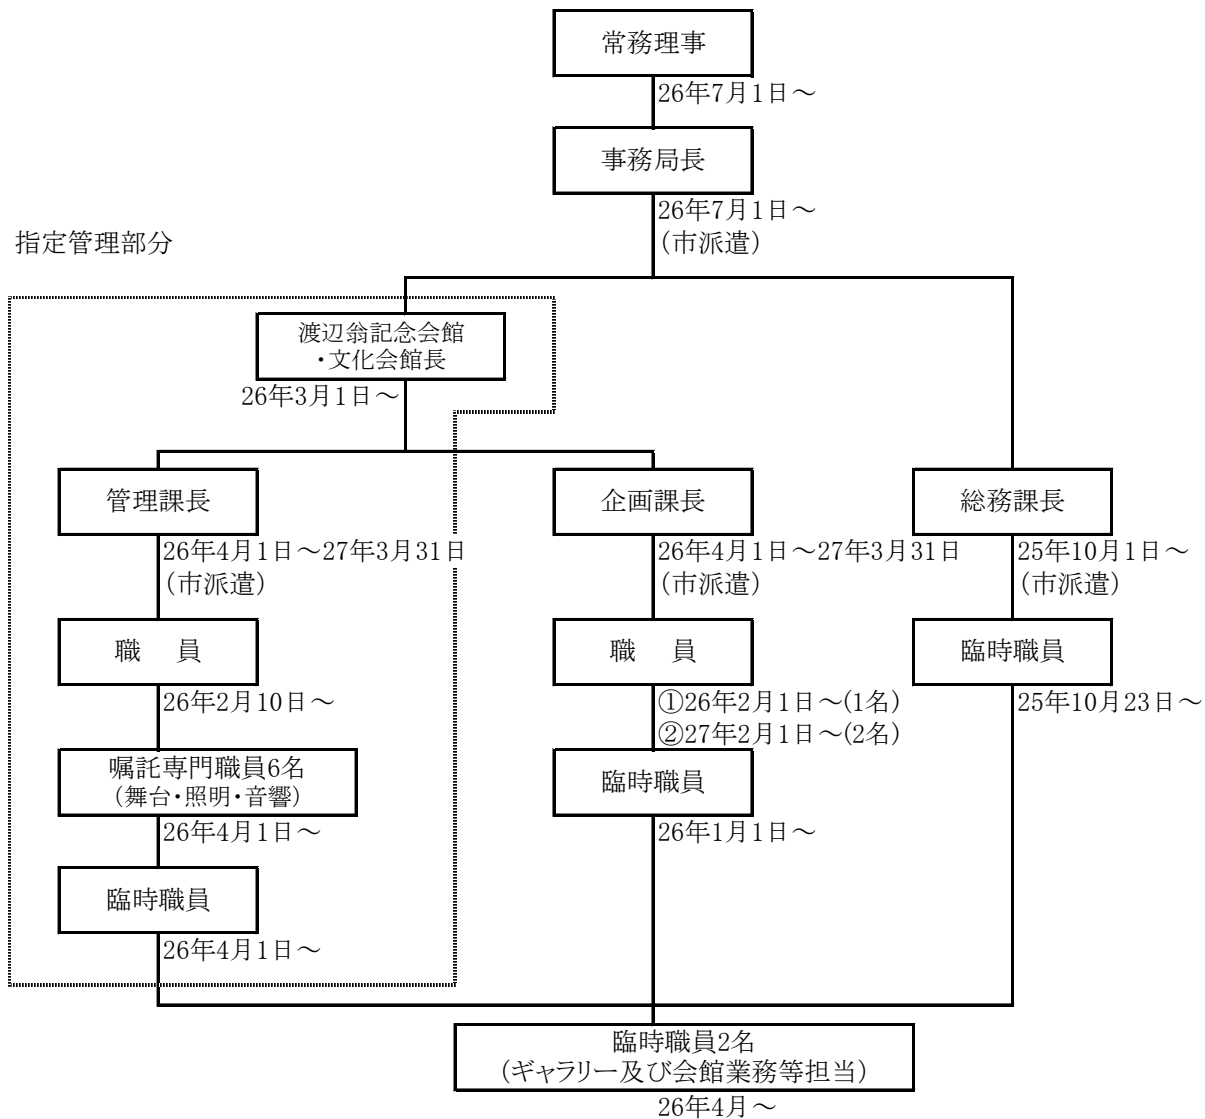 常務理事
26年7月1日～
事務局長
26年7月1日～
(市派遣)
指定管理部分
渡辺翁記念会館
・文化会館長
26年3月1日～
管理課長
26年4月1日～27年3月31日
(市派遣)
職　員
26年2月10日～
嘱託専門職員6名
(舞台・照明・音響)
26年4月1日～
臨時職員
26年4月1日～
企画課長
26年4月1日～27年3月31日
(市派遣)
職　員
①26年2月1日～(1名)
②27年2月1日～(2名)
臨時職員
26年1月1日～
総務課長
25年10月1日～
(市派遣)
臨時職員
25年10月23日～
臨時職員2名
(ギャラリー及び会館業務等担当)
26年4月～